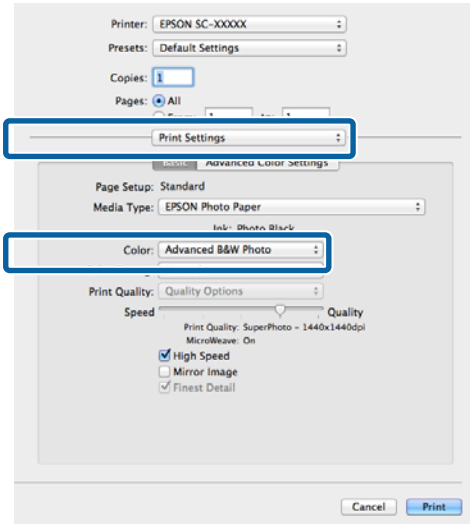 Printer: EPSON SC-XXXXX
Presets: Default Settings
Copies: 1
Pages: All
Print Settings
Advanced Color Settings
Page Setup: Standard
Media Type: EPSON Photo Paper
Ink: Photo Black
Color: Advanced B&W Photo
Print Quality: Quality Options
Speed Quality
Print Quality: SuperPhoto - 1440x1440dpi
MicroWeave: On
High Speed
Mirror Image
Finest Detail
Cancel Print